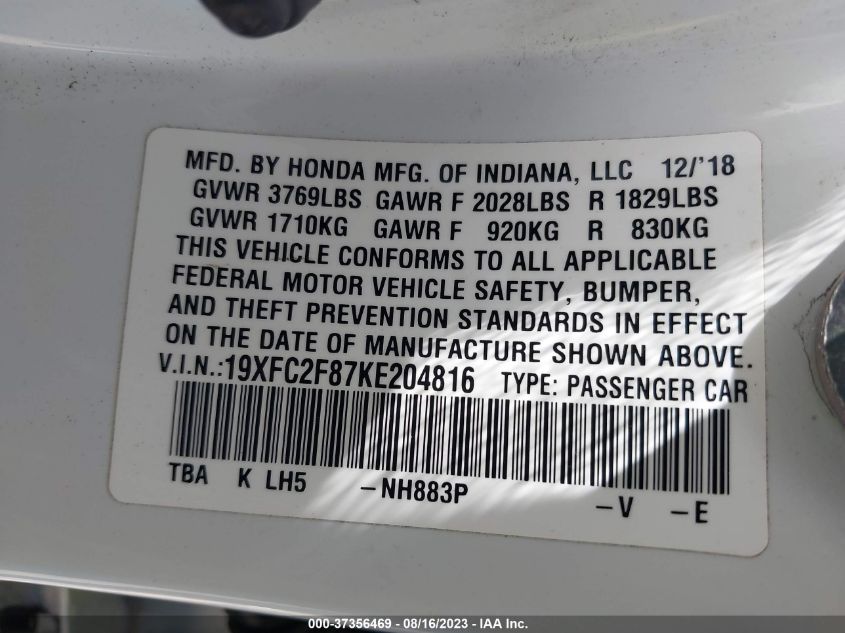 MFD. BY HONDA MFG. OF INDIANA, LLC 12/'18
GVWR 3769LBS GAWR F 2028LBS R 1829LBS
GVWR 1710KG GAWR F 920KG R 830KG
THIS VEHICLE CONFORMS TO ALL APPLICABLE
FEDERAL MOTOR VEHICLE SAFETY, BUMPER,
AND THEFT PREVENTION STANDARDS IN EFFECT
ON THE DATE OF MANUFACTURE SHOWN ABOVE.
V.I.N.:19XFC2F87KE204816 TYPE: PASSENGER CAR
TBA K LH5 -NH883P -V -E
000-37356469 - 08/16/2023 - IAA Inc.